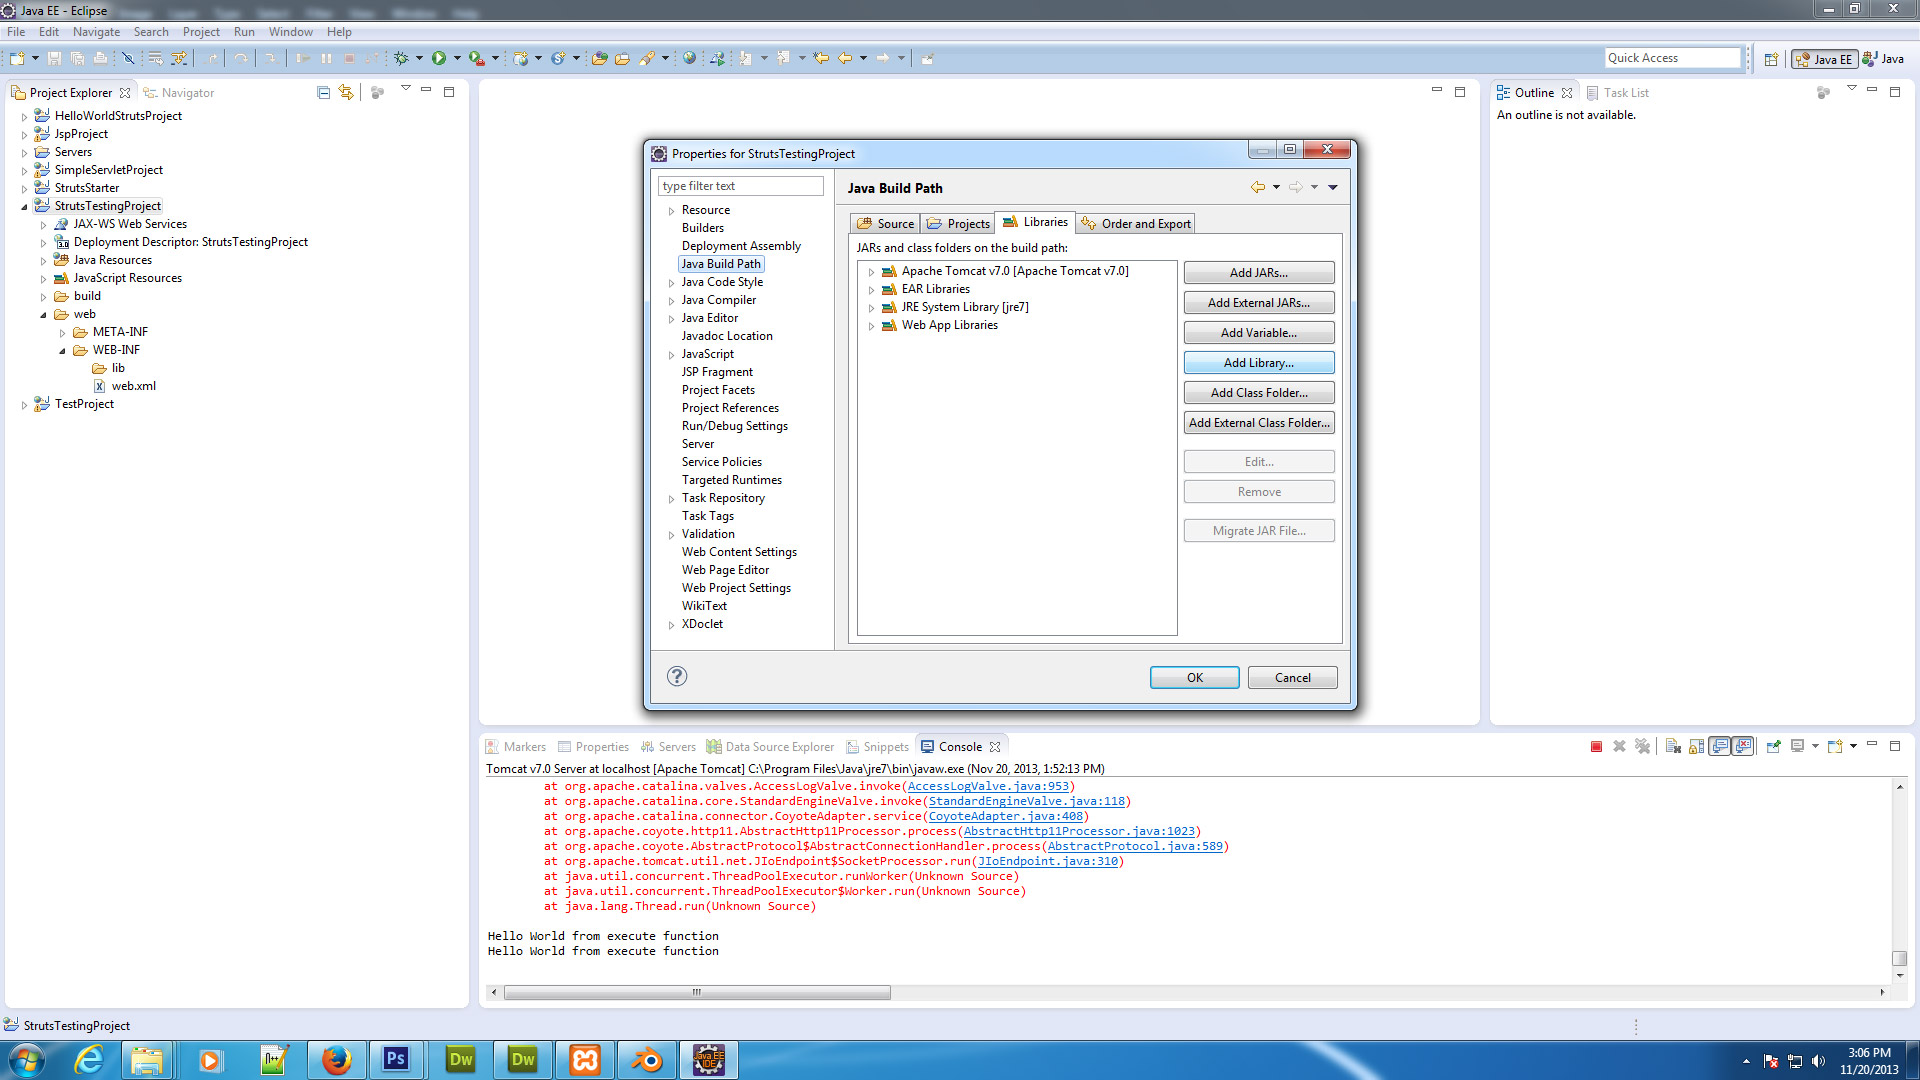 Java EE - Eclipse
File Edit Navigate Search Project Run Window Help
Quick Access
Java EE
Java
Project Explorer
Navigator
HelloWorldStrutsProject
JspProject
Servers
SimpleServletProject
StrutsStarter
StrutsTestingProject
JAX-WS Web Services
Deployment Descriptor: StrutsTestingProject
Java Resources
JavaScript Resources
build
web
META-INF
WEB-INF
lib
web.xml
TestProject
Properties for StrutsTestingProject
type filter text
Resource
Builders
Deployment Assembly
Java Build Path
Java Code Style
Java Compiler
Java Editor
Javadoc Location
JavaScript
JSP Fragment
Project Facets
Project References
Run/Debug Settings
Server
Service Policies
Targeted Runtimes
Task Repository
Task Tags
Validation
Web Content Settings
Web Page Editor
Web Project Settings
WikiText
XDoclet
Java Build Path
Source
Projects
Libraries
Order and Export
JARs and class folders on the build path:
Apache Tomcat v7.0 [Apache Tomcat v7.0]
EAR Libraries
JRE System Library [jre7]
Web App Libraries
Add JARs...
Add External JARs...
Add Variable...
Add Library...
Add Class Folder...
Add External Class Folder...
Edit...
Remove
Migrate JAR File...
OK
Cancel
Outline
Task List
An outline is not available.
Markers
Properties
Servers
Data Source Explorer
Snippets
Console
Tomcat v7.0 Server at localhost [Apache Tomcat] C:\Program Files\Java\jre7\bin\javaw.exe (Nov 20, 2013, 1:52:13 PM)
at org.apache.catalina.valves.AccessLogValve.invoke(AccessLogValve.java:953)
at org.apache.catalina.core.StandardEngineValve.invoke(StandardEngineValve.java:118)
at org.apache.catalina.connector.CoyoteAdapter.service(CoyoteAdapter.java:408)
at org.apache.coyote.http11.AbstractHttp11Processor.process(AbstractHttp11Processor.java:1023)
at org.apache.coyote.AbstractProtocol$AbstractConnectionHandler.process(AbstractProtocol.java:589)
at org.apache.tomcat.util.net.JIoEndpoint$SocketProcessor.run(JIoEndpoint.java:310)
at java.util.concurrent.ThreadPoolExecutor.runWorker(Unknown Source)
at java.util.concurrent.ThreadPoolExecutor$Worker.run(Unknown Source)
at java.lang.Thread.run(Unknown Source)
Hello World from execute function
Hello World from execute function
StrutsTestingProject
Ps
Dw
Dw
Java EE
IDE
3:06 PM
11/20/2013